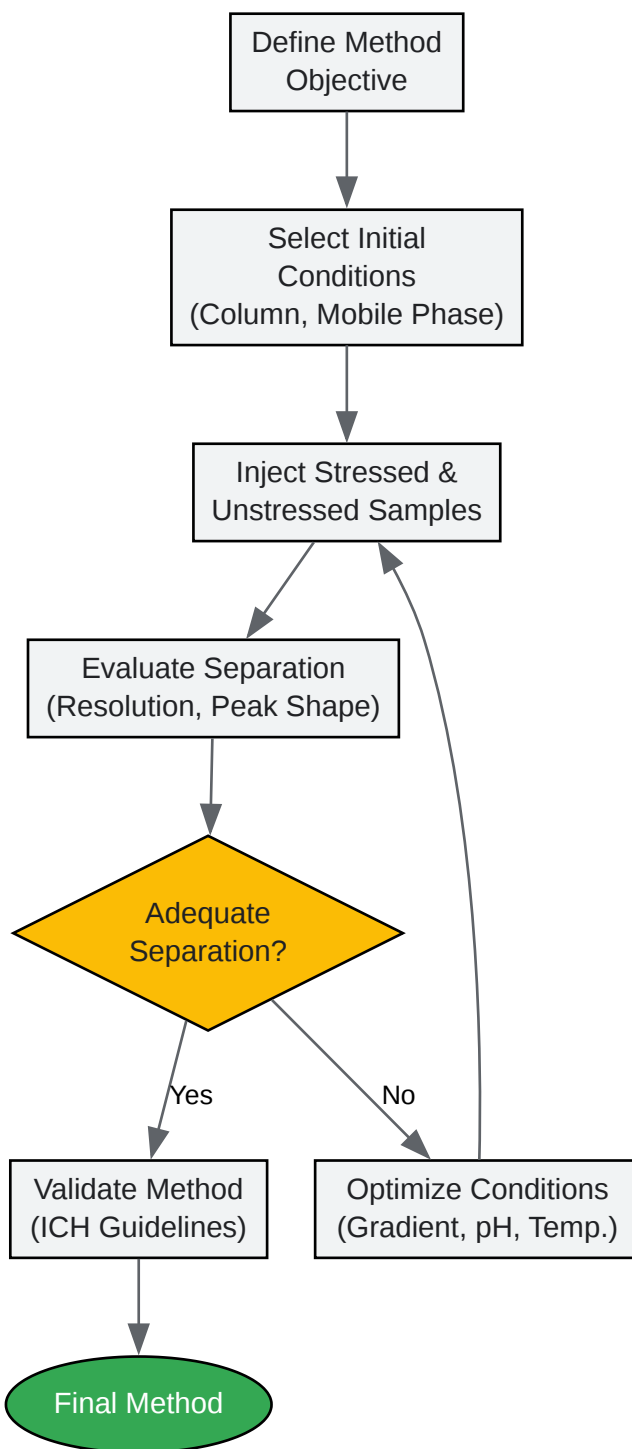 Define Method
Objective
Select Initial
Conditions
(Column, Mobile Phase)
Inject Stressed &
Unstressed Samples
Evaluate Separation
(Resolution, Peak Shape)
Adequate
Separation?
Yes
No
Validate Method
(ICH Guidelines)
Optimize Conditions
(Gradient, pH, Temp.)
Final Method